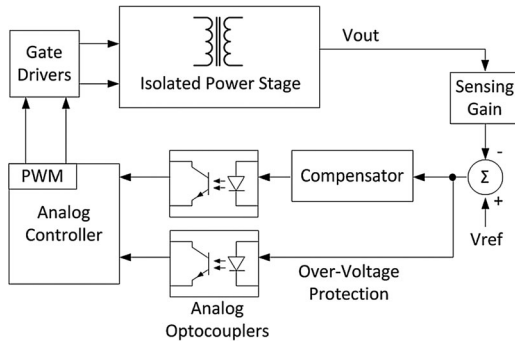 Gate
Drivers
Isolated Power Stage
Vout
Sensing
Gain
-
PWM
Analog
Controller
Compensator
Σ
+
Vref
Over-Voltage
Protection
Analog
Optocouplers